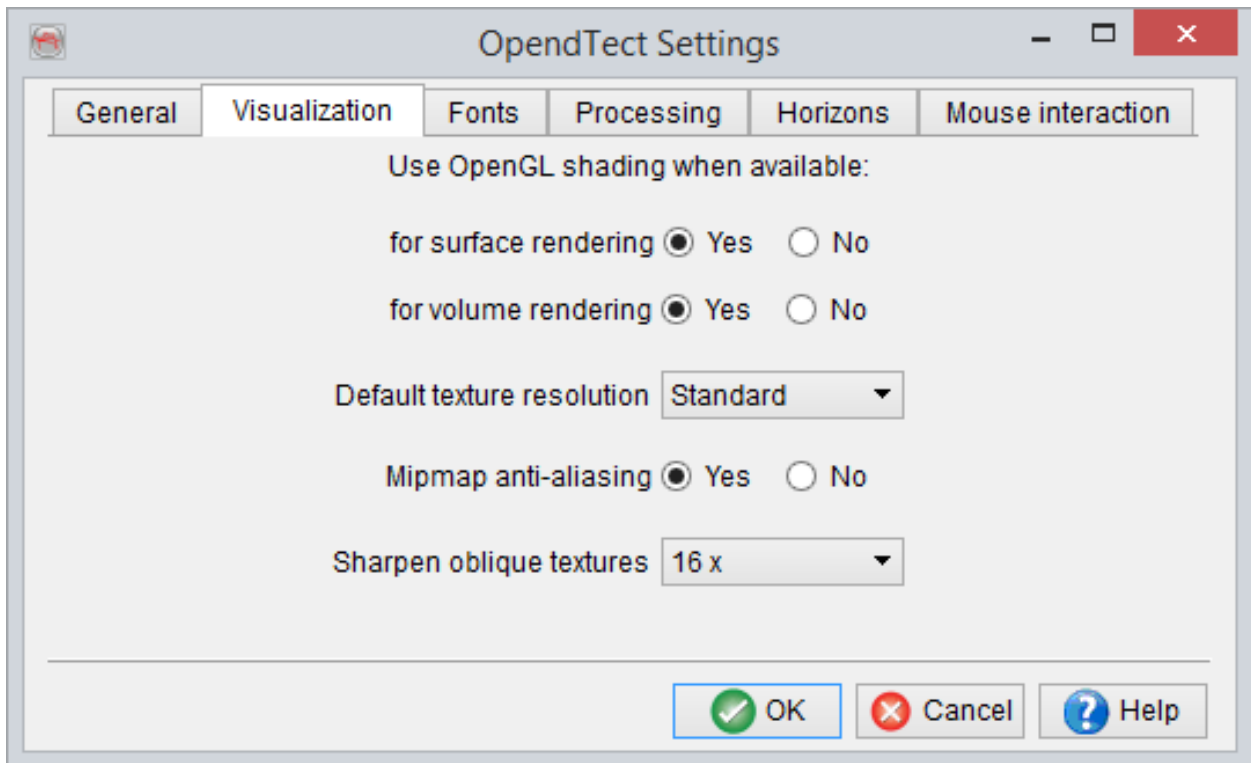 OpendTect Settings
General Visualization Fonts Processing Horizons Mouse interaction
Use OpenGL shading when available:
for surface rendering Yes No
for volume rendering Yes No
Default texture resolution Standard
Mipmap anti-aliasing Yes No
Sharpen oblique textures 16 x
OK Cancel Help